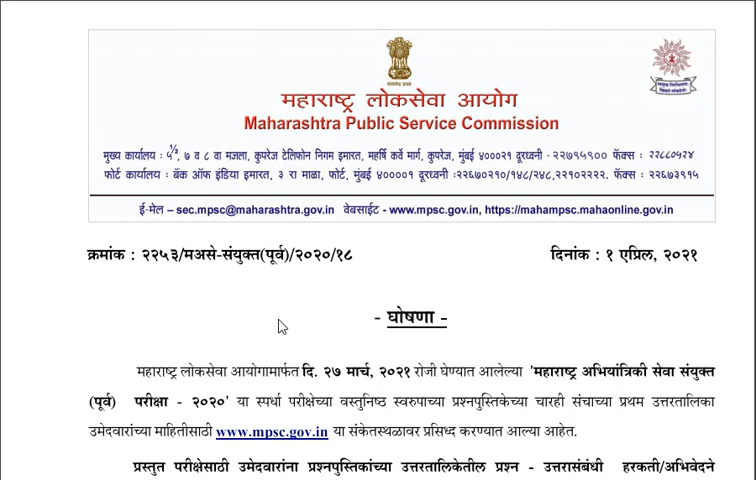 महाराष्ट्र लोकसेवा आयोग
Maharashtra Public Service Commission
मुख्य कार्यालय : ५½, ७ व ८ वा मजला, कुपरेज टेलिफोन निगम इमारत, महर्षि कर्वे मार्ग, कुपरेज, मुंबई ४०००२१ दूरध्वनी - २२७९५९०० फॅक्स : २२८८०५२४
फोर्ट कार्यालय : बँक ऑफ इंडिया इमारत, ३ रा माळा, फोर्ट, मुंबई ४००००१ दूरध्वनी :२२६७०२१०/१४८/२४८,२२१०२२२२. फॅक्स : २२६७३९१५
ई-मेल – sec.mpsc@maharashtra.gov.in वेबसाईट - www.mpsc.gov.in, https://mahampsc.mahaonline.gov.in
क्रमांक : २२५३/मअसे-संयुक्त(पूर्व)/२०२०/१८ दिनांक : १ एप्रिल, २०२१
- घोषणा -
महाराष्ट्र लोकसेवा आयोगामार्फत दि. २७ मार्च, २०२१ रोजी घेण्यात आलेल्या 'महाराष्ट्र अभियांत्रिकी सेवा संयुक्त
(पूर्व) परीक्षा - २०२०' या स्पर्धा परीक्षेच्या वस्तुनिष्ठ स्वरुपाच्या प्रश्नपुस्तिकेच्या चारही संचाच्या प्रथम उत्तरतालिका
उमेदवारांच्या माहितीसाठी www.mpsc.gov.in या संकेतस्थळावर प्रसिध्द करण्यात आल्या आहेत.
प्रस्तुत परीक्षेसाठी उमेदवारांना प्रश्नपुस्तिकांच्या उत्तरतालिकेतील प्रश्न - उत्तरासंबंधी हरकती/अभिवेदने